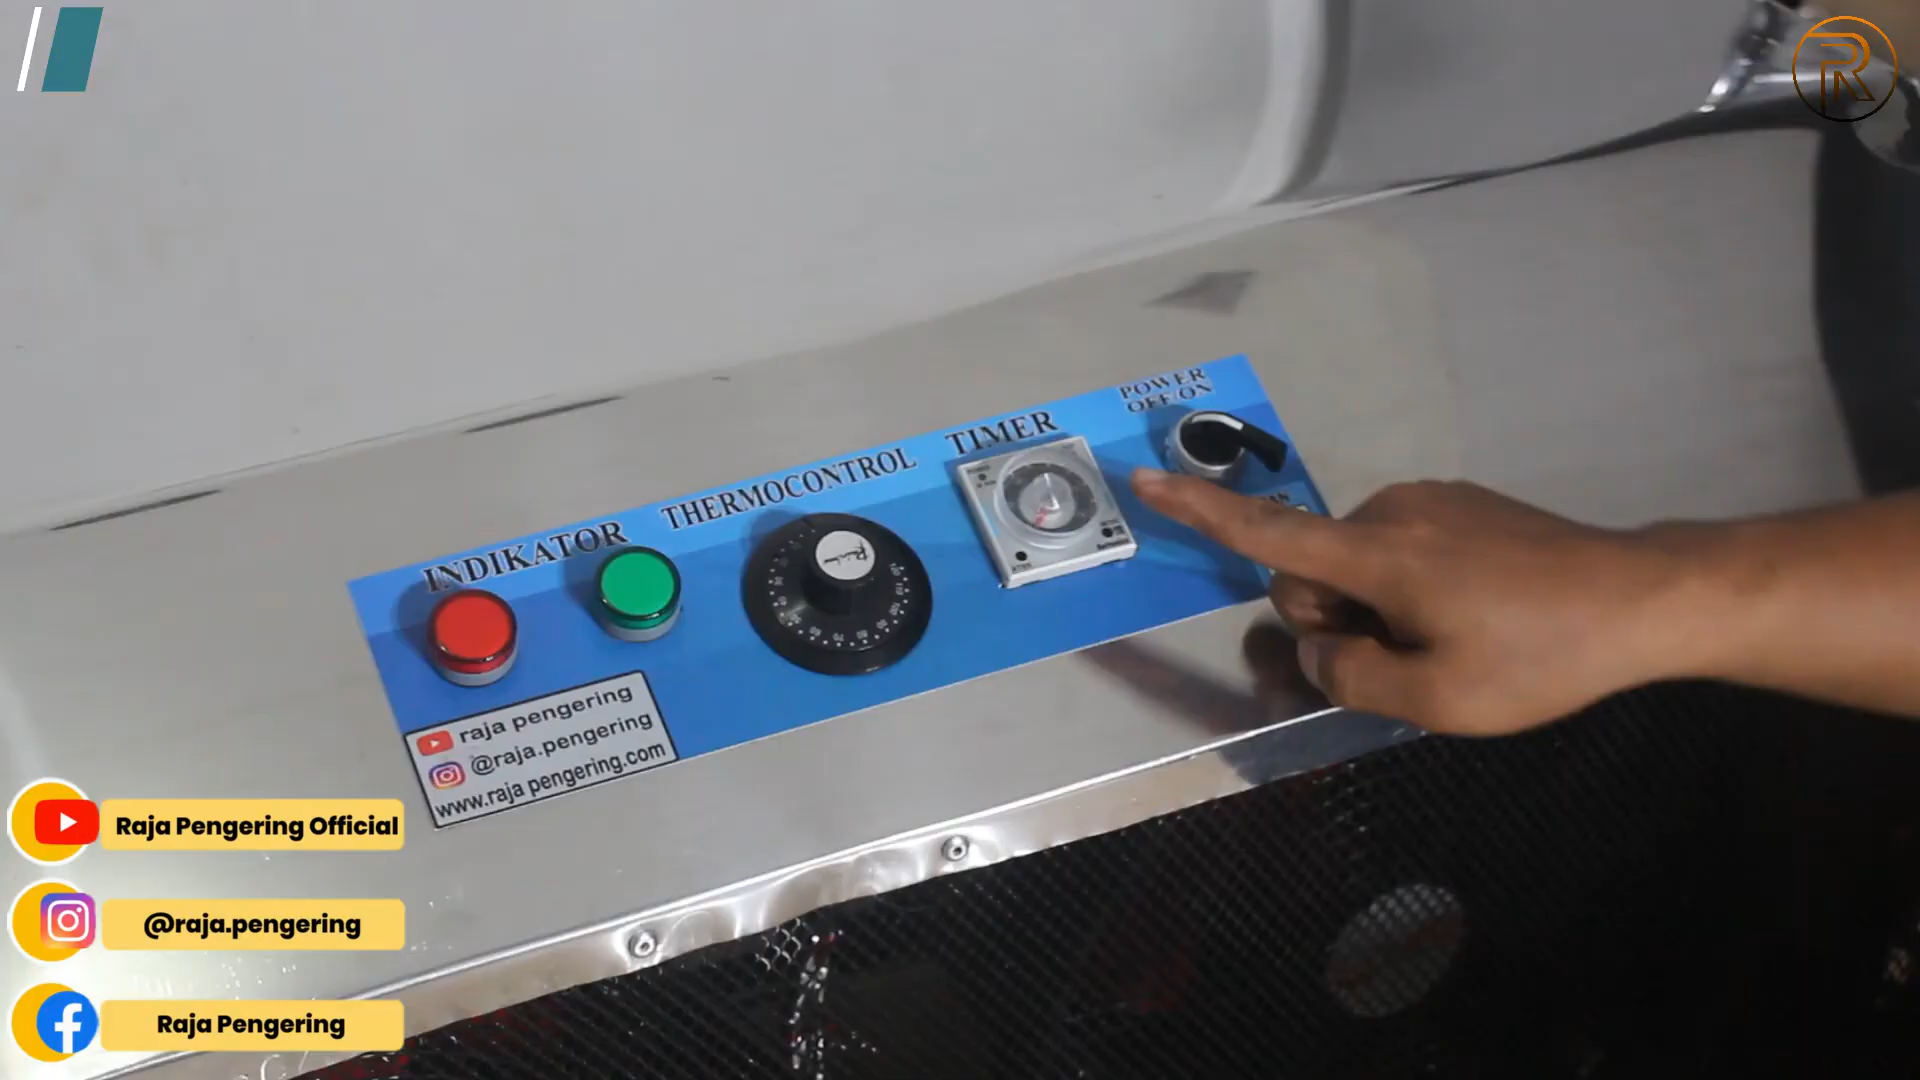 POWER
OFF/ON
TIMER
THERMOCONTROL
INDIKATOR
raja pengering
@raja.pengering
www.raja pengering.com
Raja Pengering Official
@raja.pengering
Raja Pengering